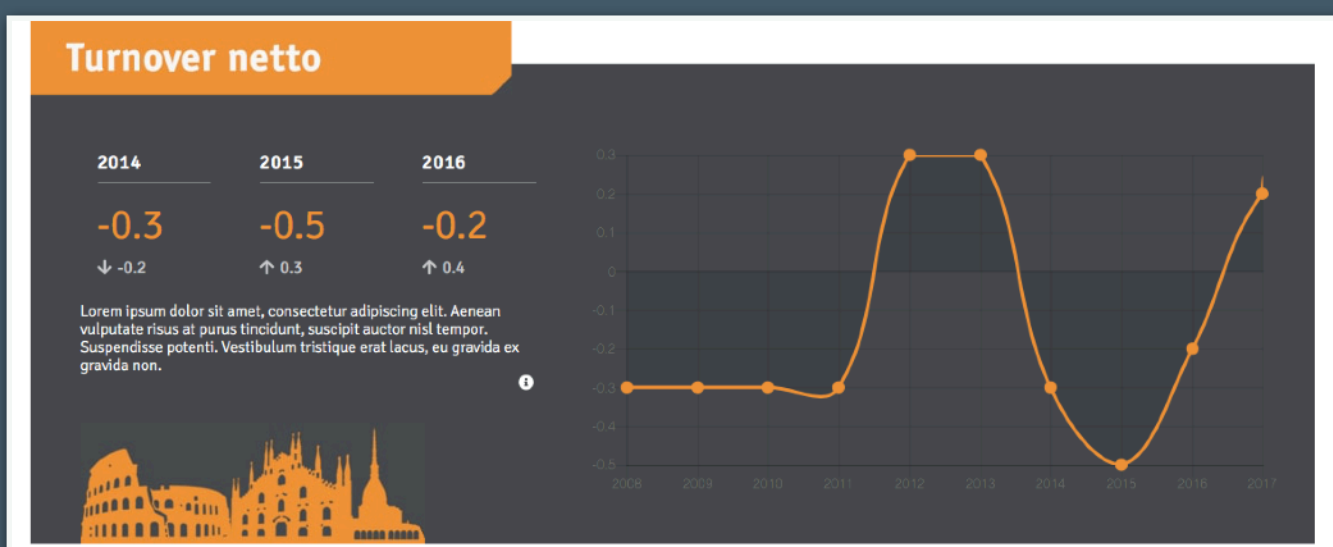 Turnover netto
2014 2015 2016
-0.3 -0.5 -0.2
↓ -0.2 ↑ 0.3 ↑ 0.4
Lorem ipsum dolor sit amet, consectetur adipiscing elit. Aenean
vulputate risus at purus tincidunt, suscipit auctor nisl tempor.
Suspendisse potenti. Vestibulum tristique erat lacus, eu gravida ex
gravida non.
0.3
0.2
0.1
0
-0.1
-0.2
-0.3
-0.4
-0.5
2008 2009 2010 2011 2012 2013 2014 2015 2016 2017